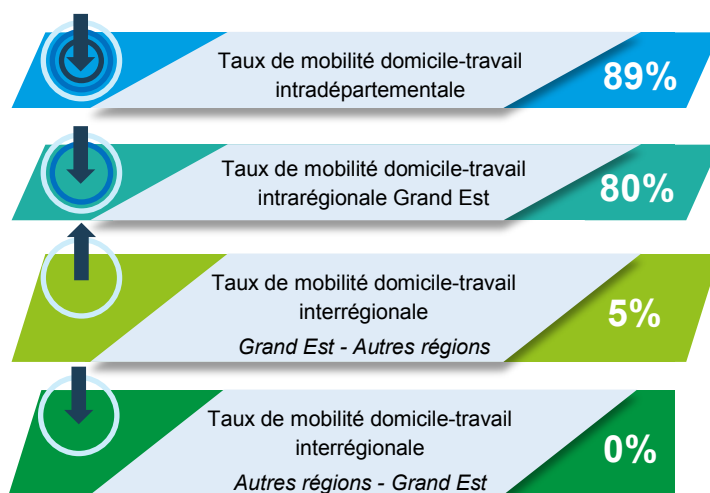 Taux de mobilité domicile-travail
intradépartementale
89%
Taux de mobilité domicile-travail
intrarégionale Grand Est
80%
Taux de mobilité domicile-travail
interrégionale
Grand Est - Autres régions
5%
Taux de mobilité domicile-travail
interrégionale
Autres régions - Grand Est
0%